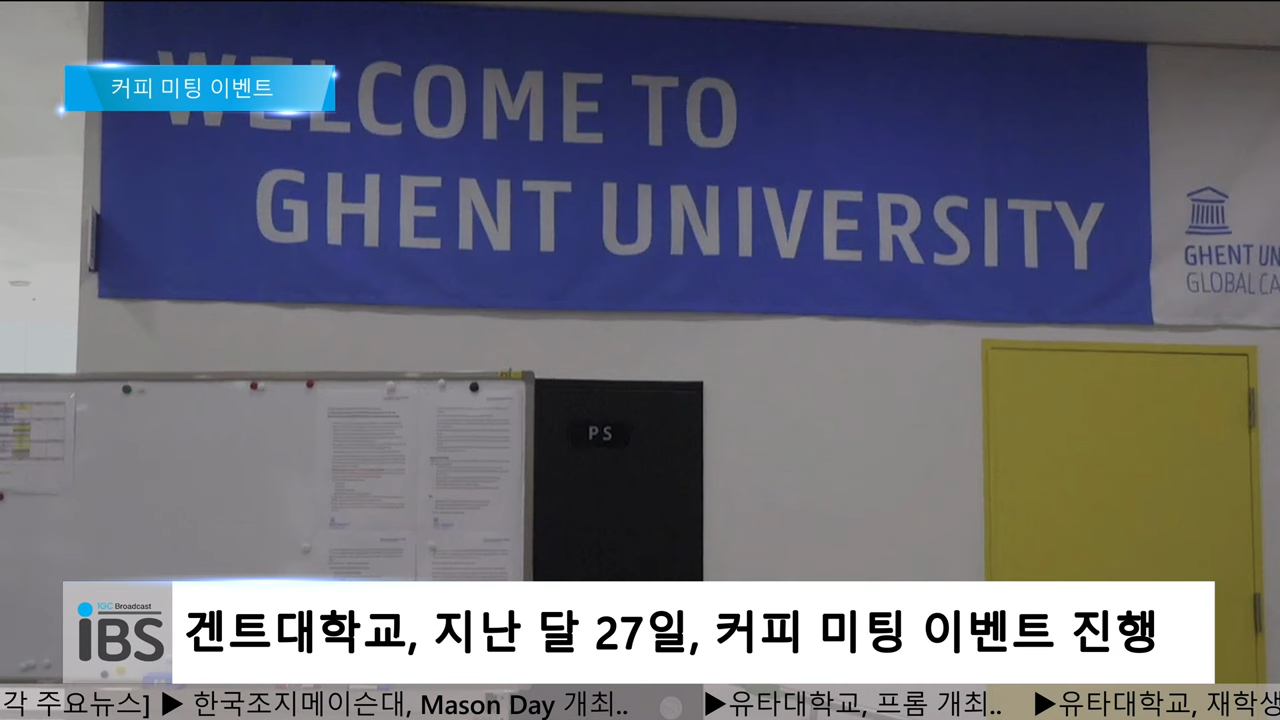 커피 미팅 이벤트
WELCOME TO
GHENT UNIVERSITY
GHENT UN
GLOBAL CA
PS
IGC Broadcast
iBS
겐트대학교, 지난 달 27일, 커피 미팅 이벤트 진행
각 주요뉴스] ▶ 한국조지메이슨대, Mason Day 개최.. ▶유타대학교, 프롬 개최.. ▶유타대학교, 재학생